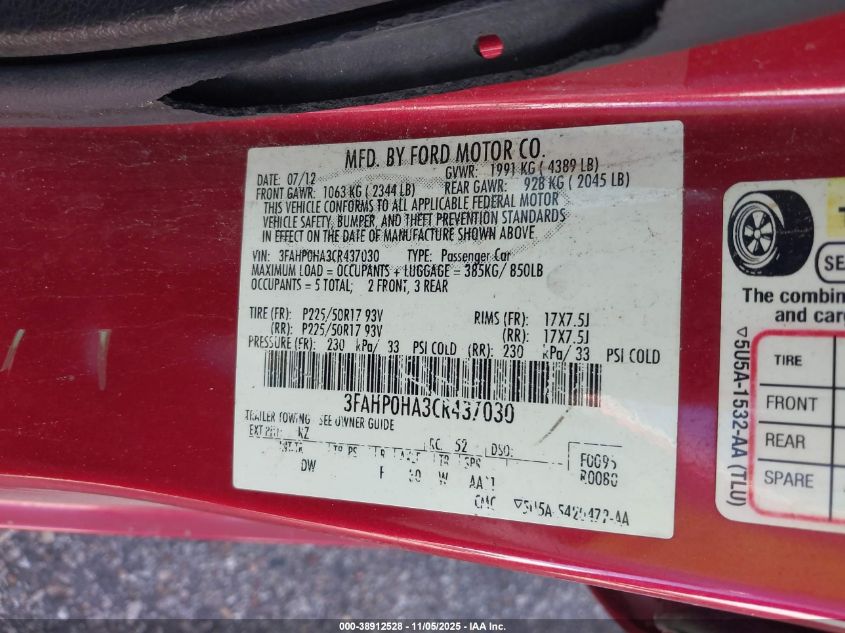 MFD. BY FORD MOTOR CO.
DATE: 07/12 GVWR: 1991 KG ( 4389 LB)
FRONT GAWR: 1063 KG ( 2344 LB) REAR GAWR: 928 KG ( 2045 LB)
THIS VEHICLE CONFORMS TO ALL APPLICABLE FEDERAL MOTOR
VEHICLE SAFETY, BUMPER, AND THEFT PREVENTION STANDARDS
IN EFFECT ON THE DATE OF MANUFACTURE SHOWN ABOVE
VIN: 3FAHP0HA3CR437030 TYPE: Passenger Car
MAXIMUM LOAD = OCCUPANTS + LUGGAGE = 385KG/ 850LB
OCCUPANTS = 5 TOTAL; 2 FRONT, 3 REAR
TIRE (FR): P225/50R17 93V RIMS (FR): 17X7.5J
(RR): P225/50R17 93V (RR): 17X7.5J
PRESSURE (FR): 230 kPa/ 33 PSI COLD (RR): 230 kPa/ 33 PSI COLD
3FAHP0HA3CR437030
TRAILER TOWING SEE OWNER GUIDE
EXT RZ RC: 52 DSO: F0095
R0080
DW W
The combin
and carg
TIRE
FRONT
REAR
SPARE
5U5A-1532-AA (TLU)
000-38912528 - 11/05/2025 - IAA Inc.